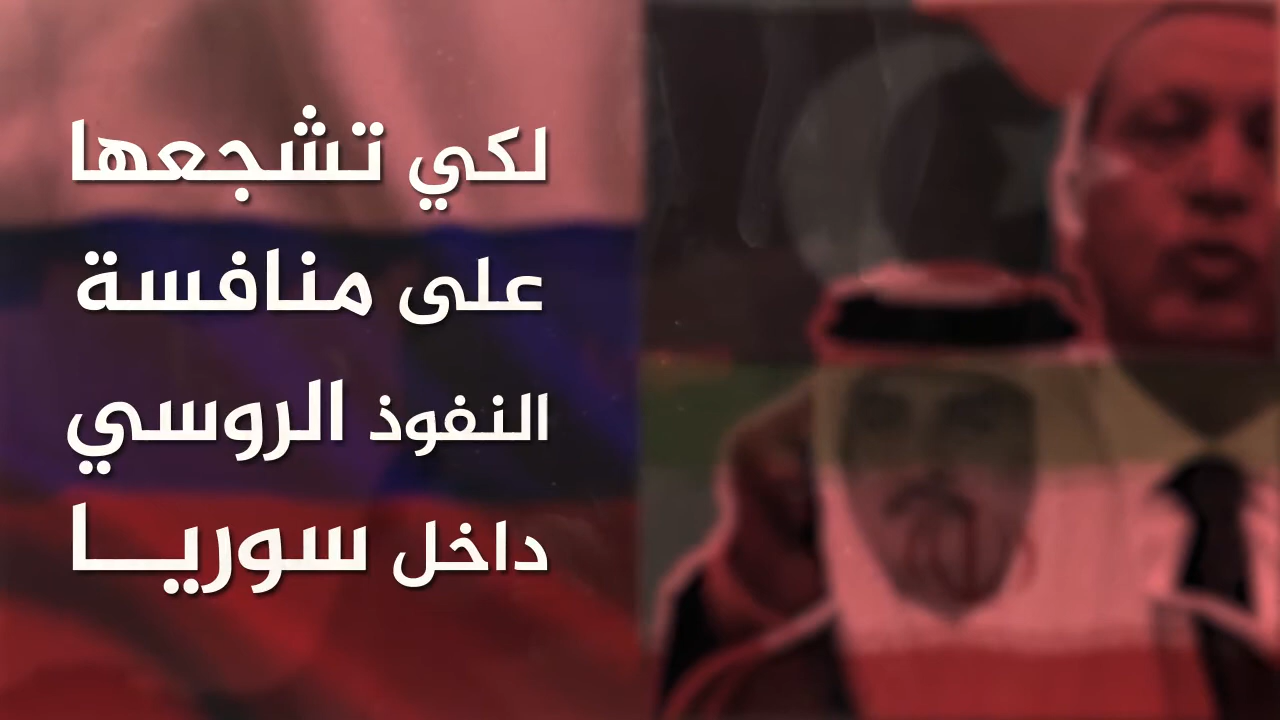 لكي تشجعها
على منافسة
النفوذ الروسي
داخل سوريـــا